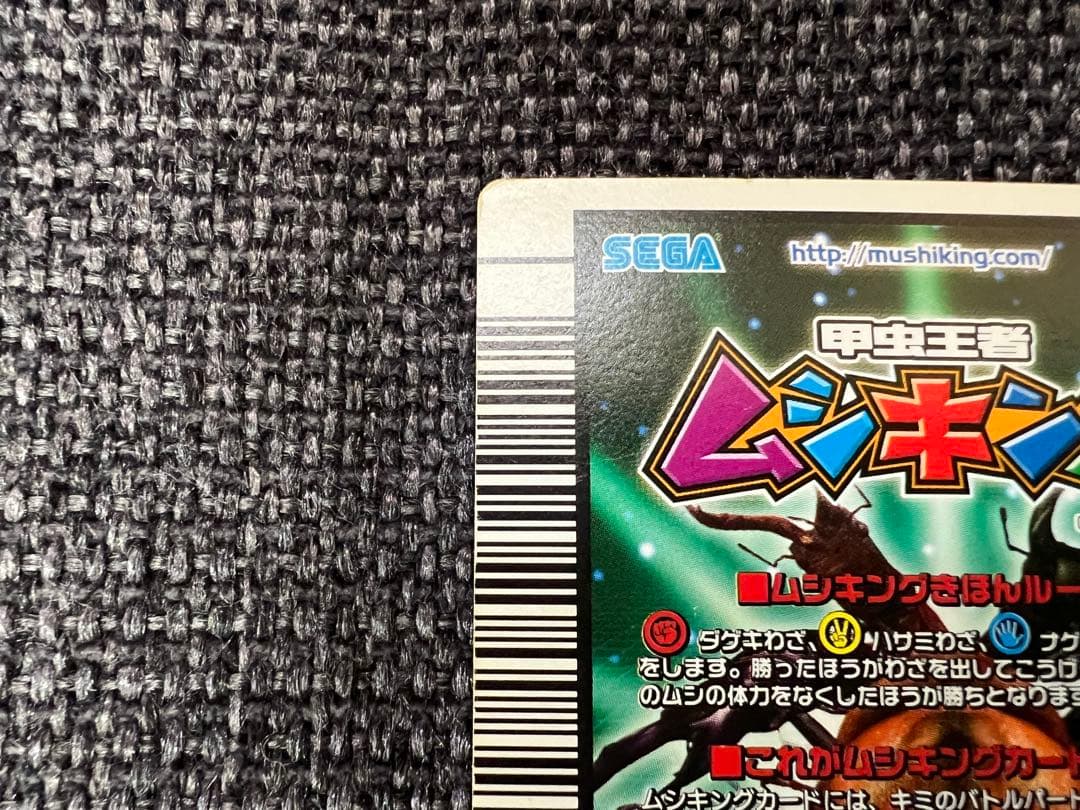 SEGA
http://mushiking.com/
甲虫王者
ムシキン
■ムシキングきほんルー
ダゲキわざ、ハサミわざ、ナゲ
をします。勝ったほうがわざを出してこうげ
のムシの体力をなくしたほうが勝ちとなります
■これがムシキングカード
ムシキングカードには、キミのバトルパート